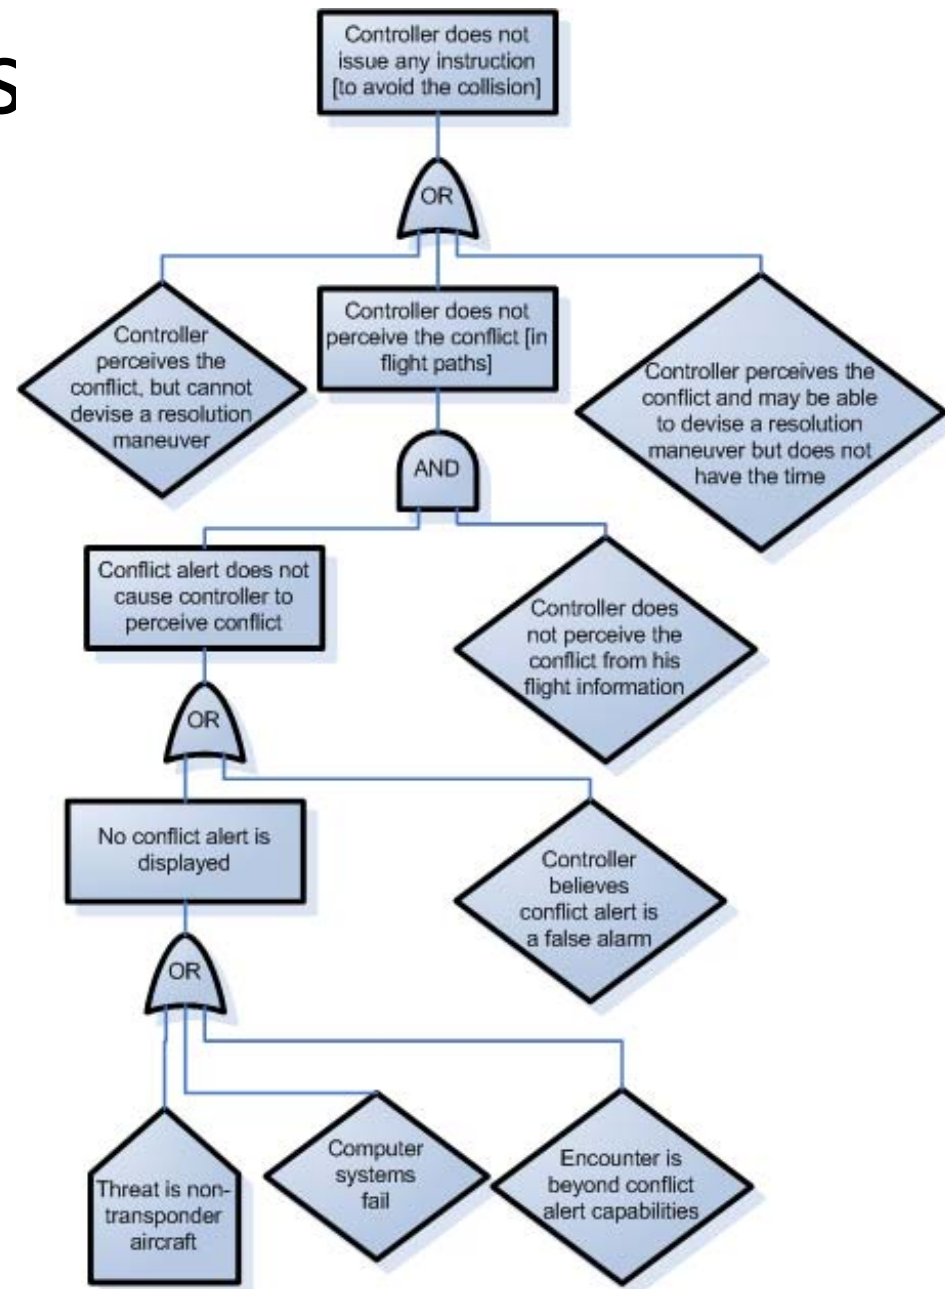 s
Controller does not
issue any instruction
[to avoid the collision]
OR
Controller
perceives the
conflict, but cannot
devise a resolution
maneuver
Controller does not
perceive the conflict [in
flight paths]
Controller perceives the
conflict and may be able
to devise a resolution
maneuver but does not
have the time
AND
Conflict alert does not
cause controller to
perceive conflict
Controller does
not perceive the
conflict from his
flight information
OR
No conflict alert is
displayed
Controller
believes
conflict alert is
a false alarm
OR
Threat is non-
transponder
aircraft
Computer
systems
fail
Encounter is
beyond conflict
alert capabilities